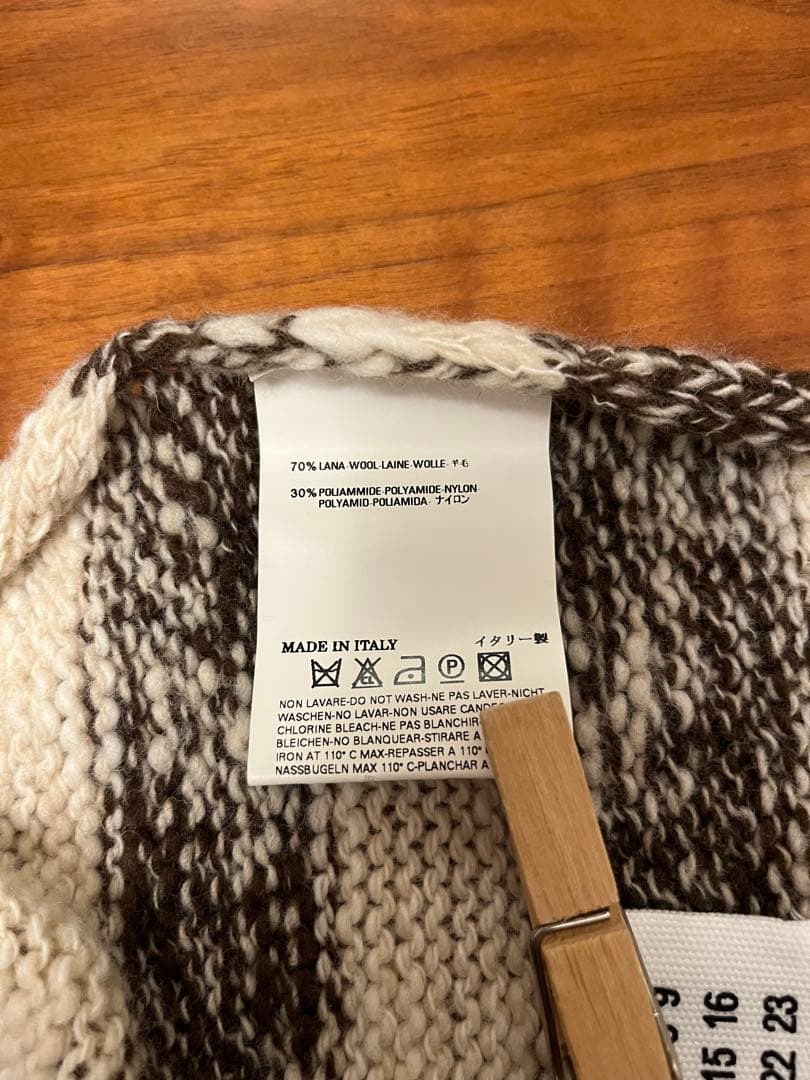 70% LANA-WOOL-LAINE-WOLLE-羊毛
30% POLIAMMIDE-POLYAMIDE-NYLON-
POLYAMID-POLIAMIDA- ナイロン
MADE IN ITALY イタリー製
CL P
NON LAVARE-DO NOT WASH-NE PAS LAVER-NICHT
WASCHEN-NO LAVAR-NON USARE
CHLORINE BLEACH-NE PAS
BLEICHEN-NO BLANQUEAR-STIRARE A
IRON AT 110° C MAX-REPASSER A 110°
NASSBUGELN MAX 110° C-PLANCHAR A
9
15 16
22 23